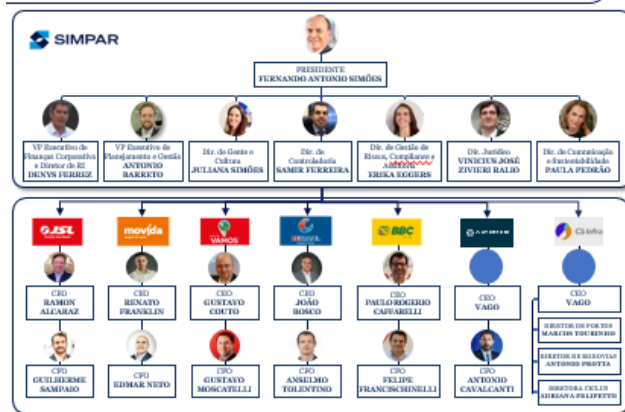 SIMPAR
PRESIDENTE
FERNANDO ANTONIO SIMÕES
VP Executivo de
Finanças Corporativo
e Diretor de RI
DENYS FERREZ
VP Executivo de
Planejamento e Gestão
ANTONIO
BARRETO
Dir. de Gente e
Cultura
JULIANA SIMÕES
Dir. de
Controladoria
SAMIR FERREIRA
Dir. de Gestão de
Riscos, Compliance e
Auditoria
ERIKA EGGERS
Dir. Jurídico
VINICIUS JOSÉ
ZIVIERI RALIO
Dir. de Comunicação
e Sustentabilidade
PAULA PEDRÃO
JSL
movida
VAMOS
BBC
CS Infra
CEO
RAMON
ALCARAZ
CEO
RENATO
FRANKLIN
CEO
GUSTAVO
COUTO
CEO
JOÃO
BOSCO
CEO
PAULO ROGERIO
CAFFARELLI
CEO
VAGO
CEO
VAGO
CFO
GUILHERME
SAMPAIO
CFO
EDMAR NETO
CFO
GUSTAVO
MOSCATELLI
CFO
ANSELMO
TOLENTINO
CFO
FELIPE
FRANCISCHINELLI
CFO
ANTONIO
CAVALCANTI
DIRETOR DE PORTOS
MARCOS TOURINHO
DIRETOR DE RODOVIAS
DIRETORA CICLUS
ADRIANA FELIPETTO